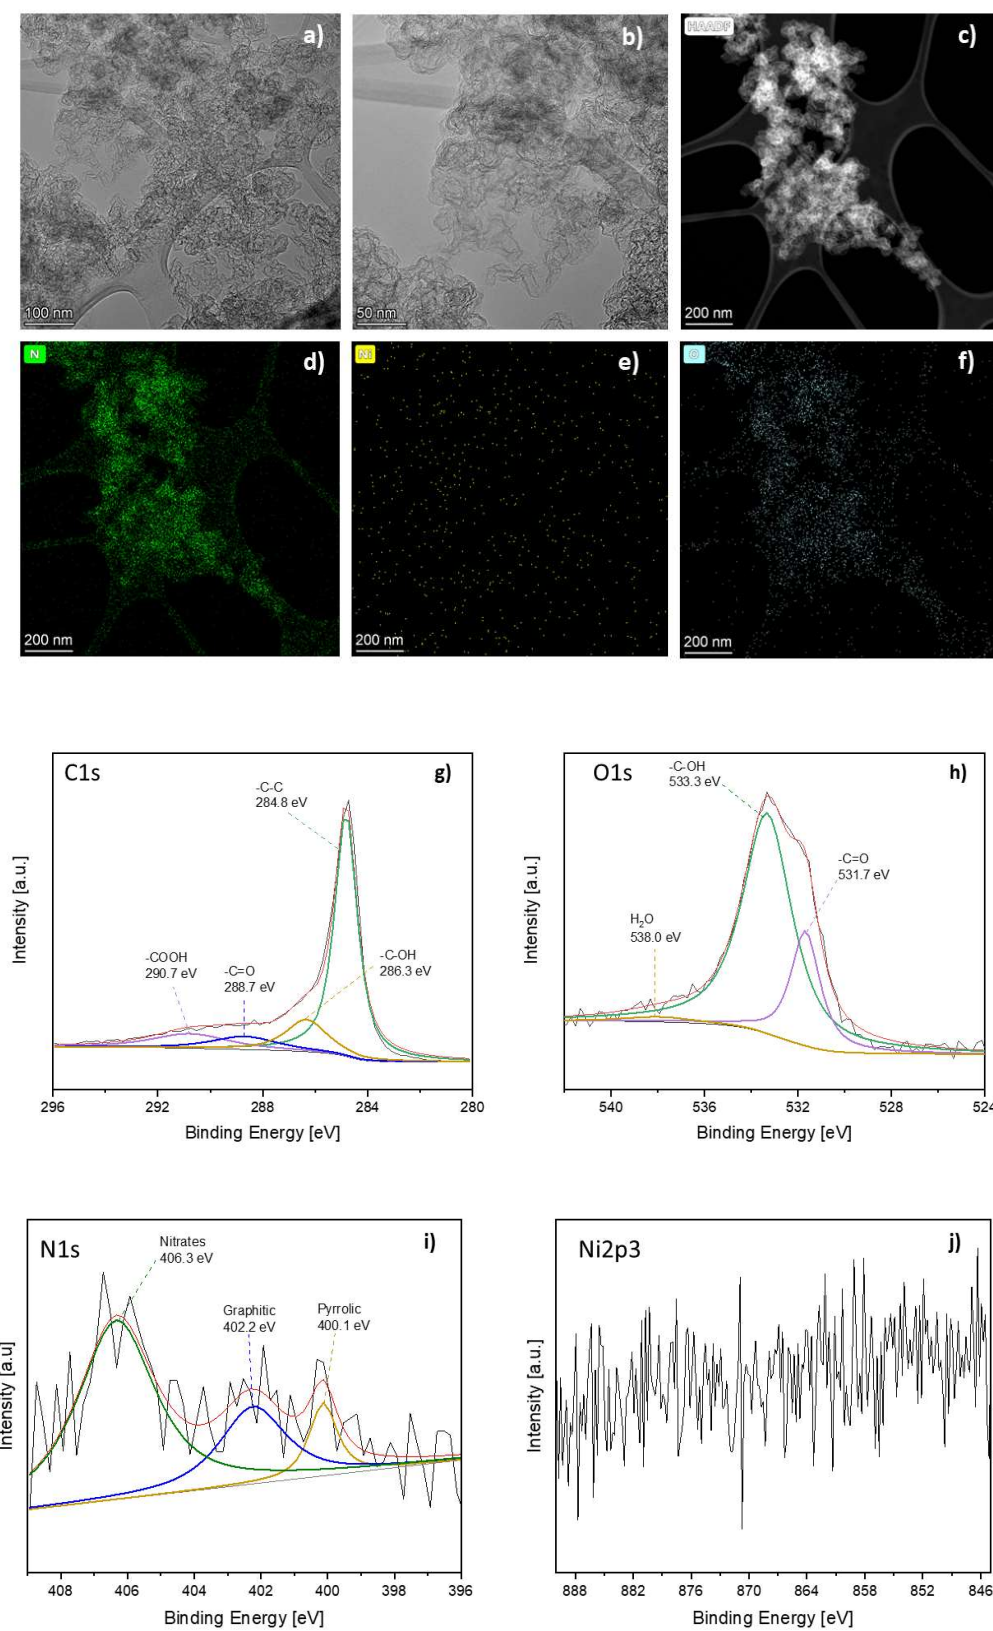 a)
b)
HAADF
c)
100 nm
50 nm
200 nm
N
d)
Ni
e)
O
f)
200 nm
200 nm
200 nm
C1s
g)
-C-C
284.8 eV
-COOH
290.7 eV
-C=O
288.7 eV
-C-OH
286.3 eV
Intensity [a.u.]
296
292
288
284
280
Binding Energy [eV]
O1s
h)
-C-OH
533.3 eV
-C=O
531.7 eV
H2O
538.0 eV
Intensity [a.u.]
540
536
532
528
524
Binding Energy [eV]
N1s
i)
Nitrates
406.3 eV
Graphitic
402.2 eV
Pyrrolic
400.1 eV
Intensity [a.u]
408
406
404
402
400
398
396
Binding Energy [eV]
Ni2p3
j)
Intensity [a.u.]
888
882
876
870
864
858
852
846
Binding Energy [eV]